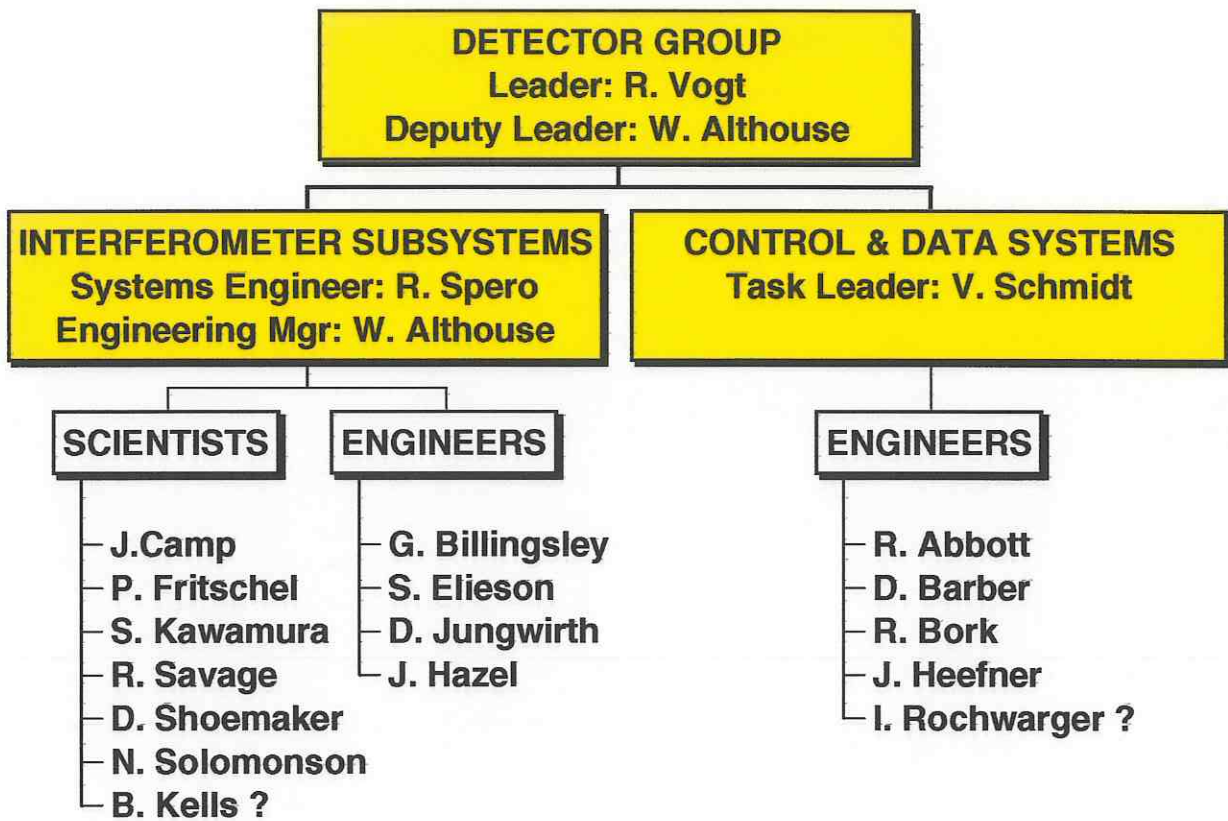 DETECTOR GROUP
Leader: R. Vogt
Deputy Leader: W. Althouse
INTERFEROMETER SUBSYSTEMS
Systems Engineer: R. Spero
Engineering Mgr: W. Althouse
CONTROL & DATA SYSTEMS
Task Leader: V. Schmidt
SCIENTISTS
J.Camp
P. Fritschel
S. Kawamura
R. Savage
D. Shoemaker
N. Solomonson
B. Kells ?
ENGINEERS
G. Billingsley
S. Elieson
D. Jungwirth
J. Hazel
ENGINEERS
R. Abbott
D. Barber
R. Bork
J. Heefner
I. Rochwarger ?